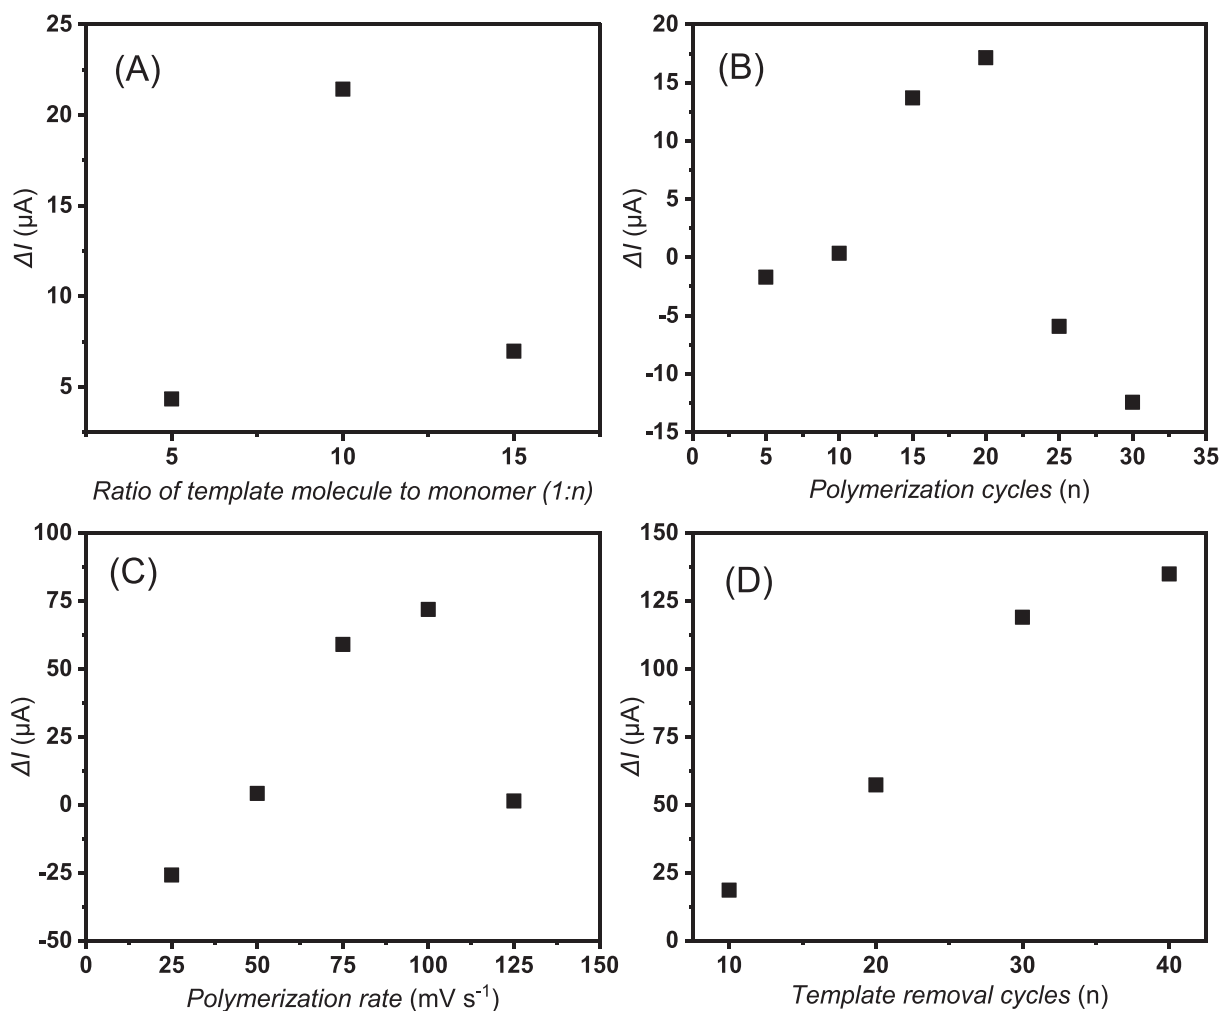 (A)
25
20
15
10
5
ΔI (μA)
5 10 15
Ratio of template molecule to monomer (1:n)
(B)
20
15
10
5
0
-5
-10
-15
ΔI (μA)
0 5 10 15 20 25 30 35
Polymerization cycles (n)
(C)
100
75
50
25
0
-25
-50
ΔI (μA)
0 25 50 75 100 125 150
Polymerization rate (mV s⁻¹)
(D)
150
125
100
75
50
25
0
ΔI (μA)
10 20 30 40
Template removal cycles (n)